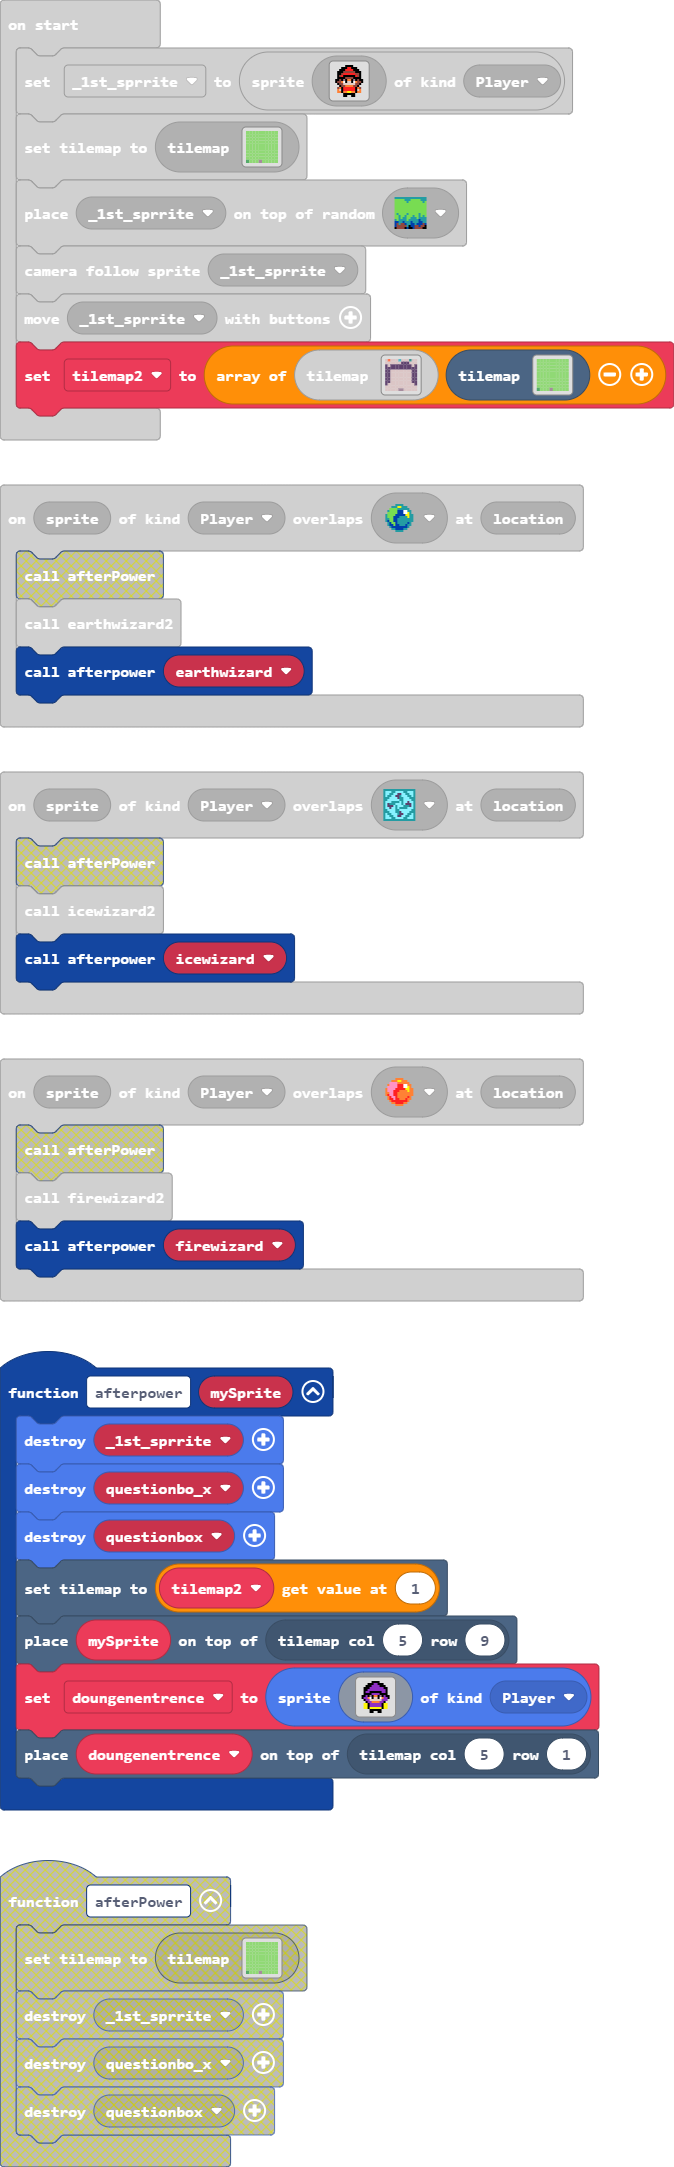 on start
set _1st_sprrite to sprite of kind Player
set tilemap to tilemap
place _1st_sprrite on top of random
camera follow sprite _1st_sprrite
move _1st_sprrite with buttons
set tilemap2 to array of tilemap tilemap
on sprite of kind Player overlaps at location
call afterPower
call earthwizard2
call afterpower earthwizard
on sprite of kind Player overlaps at location
call afterPower
call icewizard2
call afterpower icewizard
on sprite of kind Player overlaps at location
call afterPower
call firewizard2
call afterpower firewizard
function afterpower mySprite
destroy _1st_sprrite
destroy questionbo_x
destroy questionbox
set tilemap to tilemap2 get value at 1
place mySprite on top of tilemap col 5 row 9
set doungenentrence to sprite of kind Player
place doungenentrence on top of tilemap col 5 row 1
function afterPower
set tilemap to tilemap
destroy _1st_sprrite
destroy questionbo_x
destroy questionbox